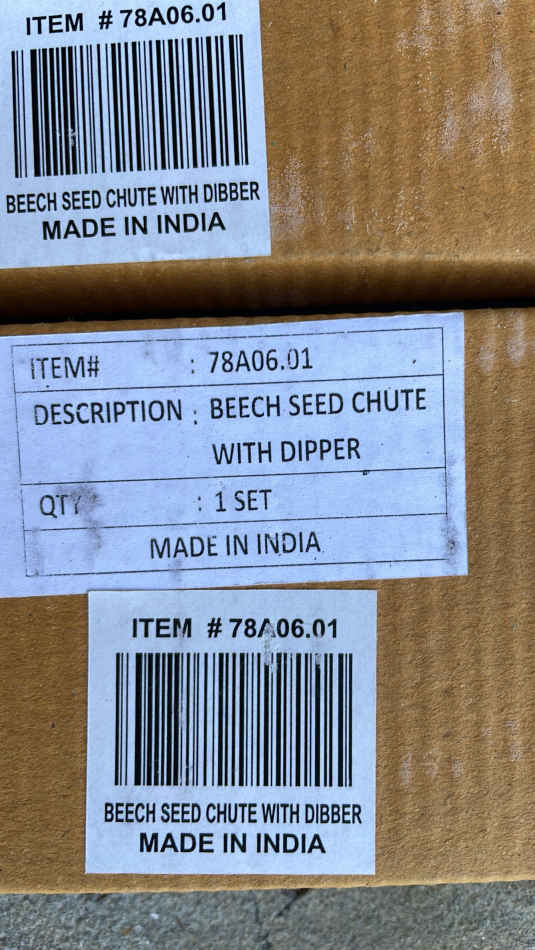 ITEM # 78A06.01
BEECH SEED CHUTE WITH DIBBER
MADE IN INDIA
ITEM# : 78A06.01
DESCRIPTION : BEECH SEED CHUTE
WITH DIPPER
QTY : 1 SET
MADE IN INDIA
ITEM # 78A06.01
BEECH SEED CHUTE WITH DIBBER
MADE IN INDIA